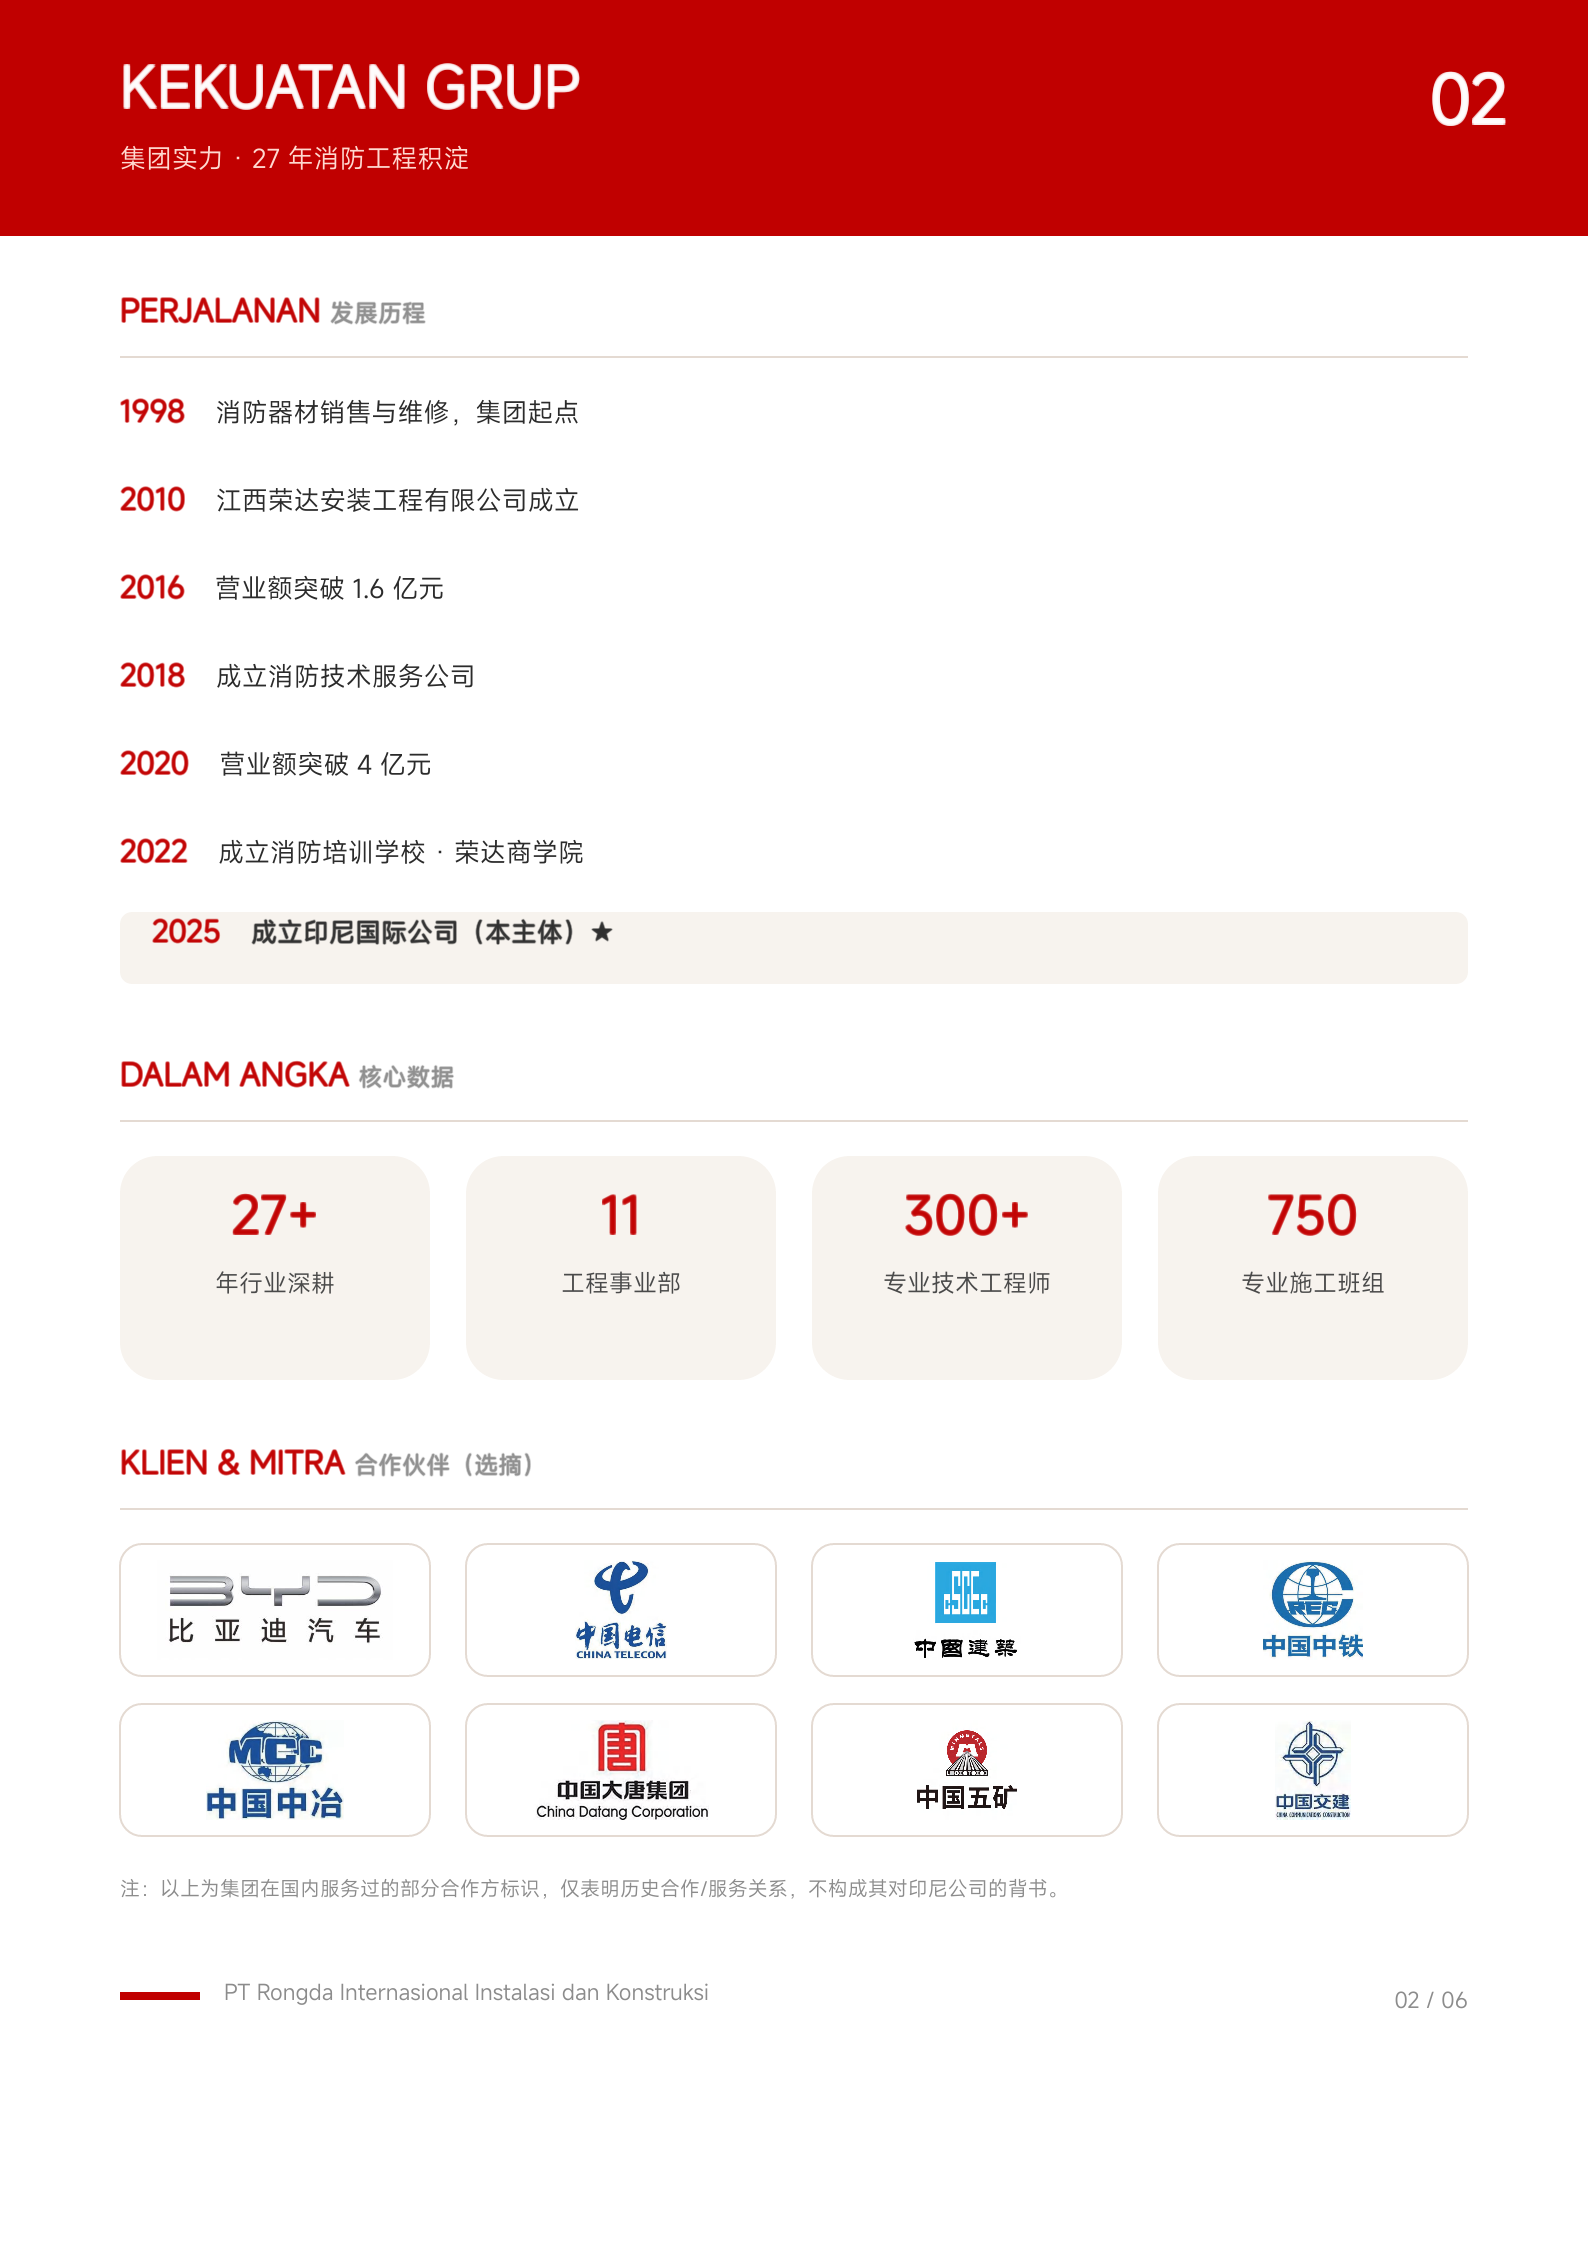 KEKUATAN GRUP
02
集团实力 · 27 年消防工程积淀
PERJALANAN 发展历程
1998 消防器材销售与维修，集团起点
2010 江西荣达安装工程有限公司成立
2016 营业额突破 1.6 亿元
2018 成立消防技术服务公司
2020 营业额突破 4 亿元
2022 成立消防培训学校 · 荣达商学院
2025 成立印尼国际公司（本主体）★
DALAM ANGKA 核心数据
27+ 11 300+ 750
年行业深耕 工程事业部 专业技术工程师 专业施工班组
KLIEN & MITRA 合作伙伴（选摘）
BYD
比亚迪汽车
中国电信
CHINA TELECOM
CSCEC
中國建築
CREC
中国中铁
MCC
中国中冶
唐
中国大唐集团
China Datang Corporation
中国五矿
中国交建
CHINA COMMUNICATIONS CONSTRUCTION
注：以上为集团在国内服务过的部分合作方标识，仅表明历史合作/服务关系，不构成其对印尼公司的背书。
PT Rongda Internasional Instalasi dan Konstruksi
02 / 06